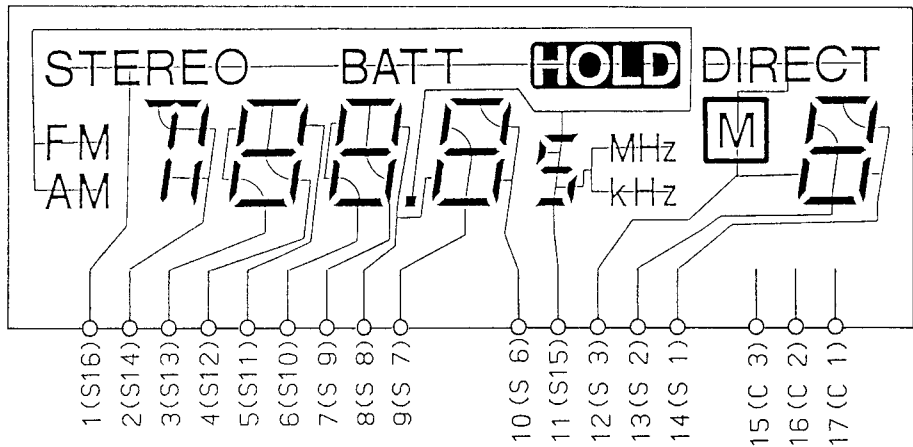 STEREO BATT HOLD DIRECT
FM M MHz
AM kHz
1(S16)
2(S14)
3(S13)
4(S12)
5(S11)
6(S10)
7(S 9)
8(S 8)
9(S 7)
10(S 6)
11(S15)
12(S 3)
13(S 2)
14(S 1)
15(C 3)
16(C 2)
17(C 1)